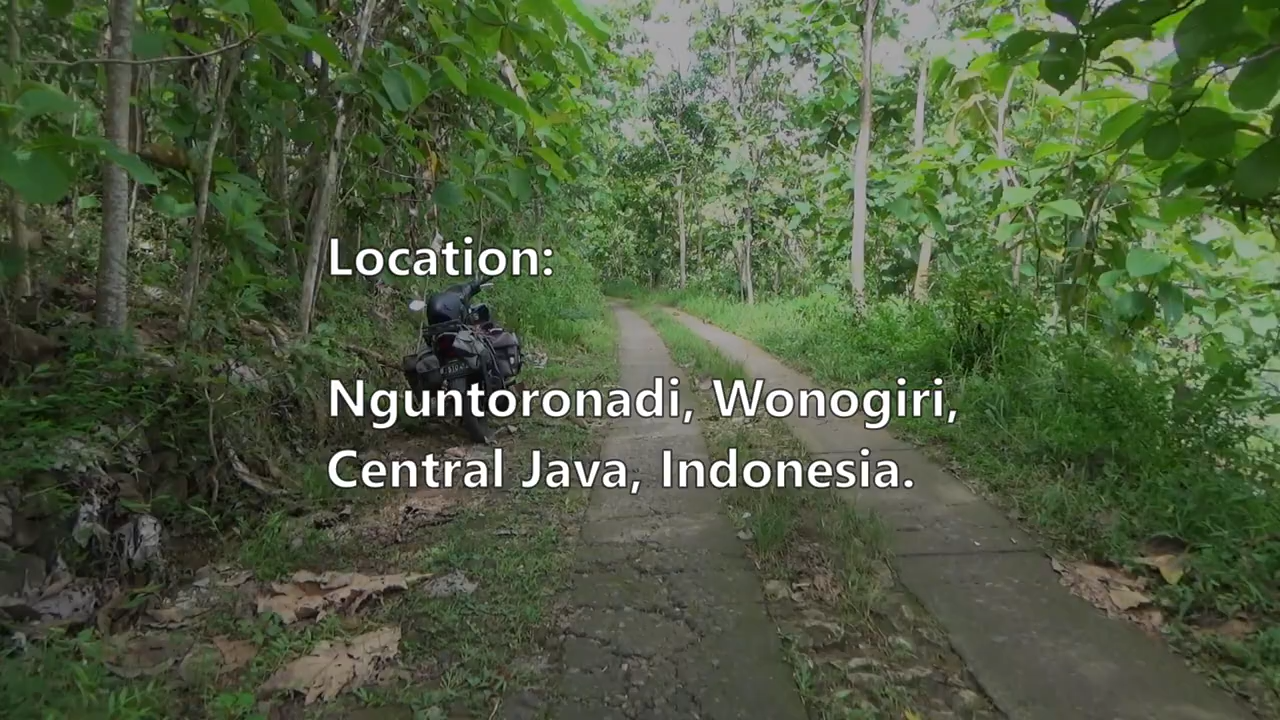 Location:
Nguntoronadi, Wonogiri,
Central Java, Indonesia.